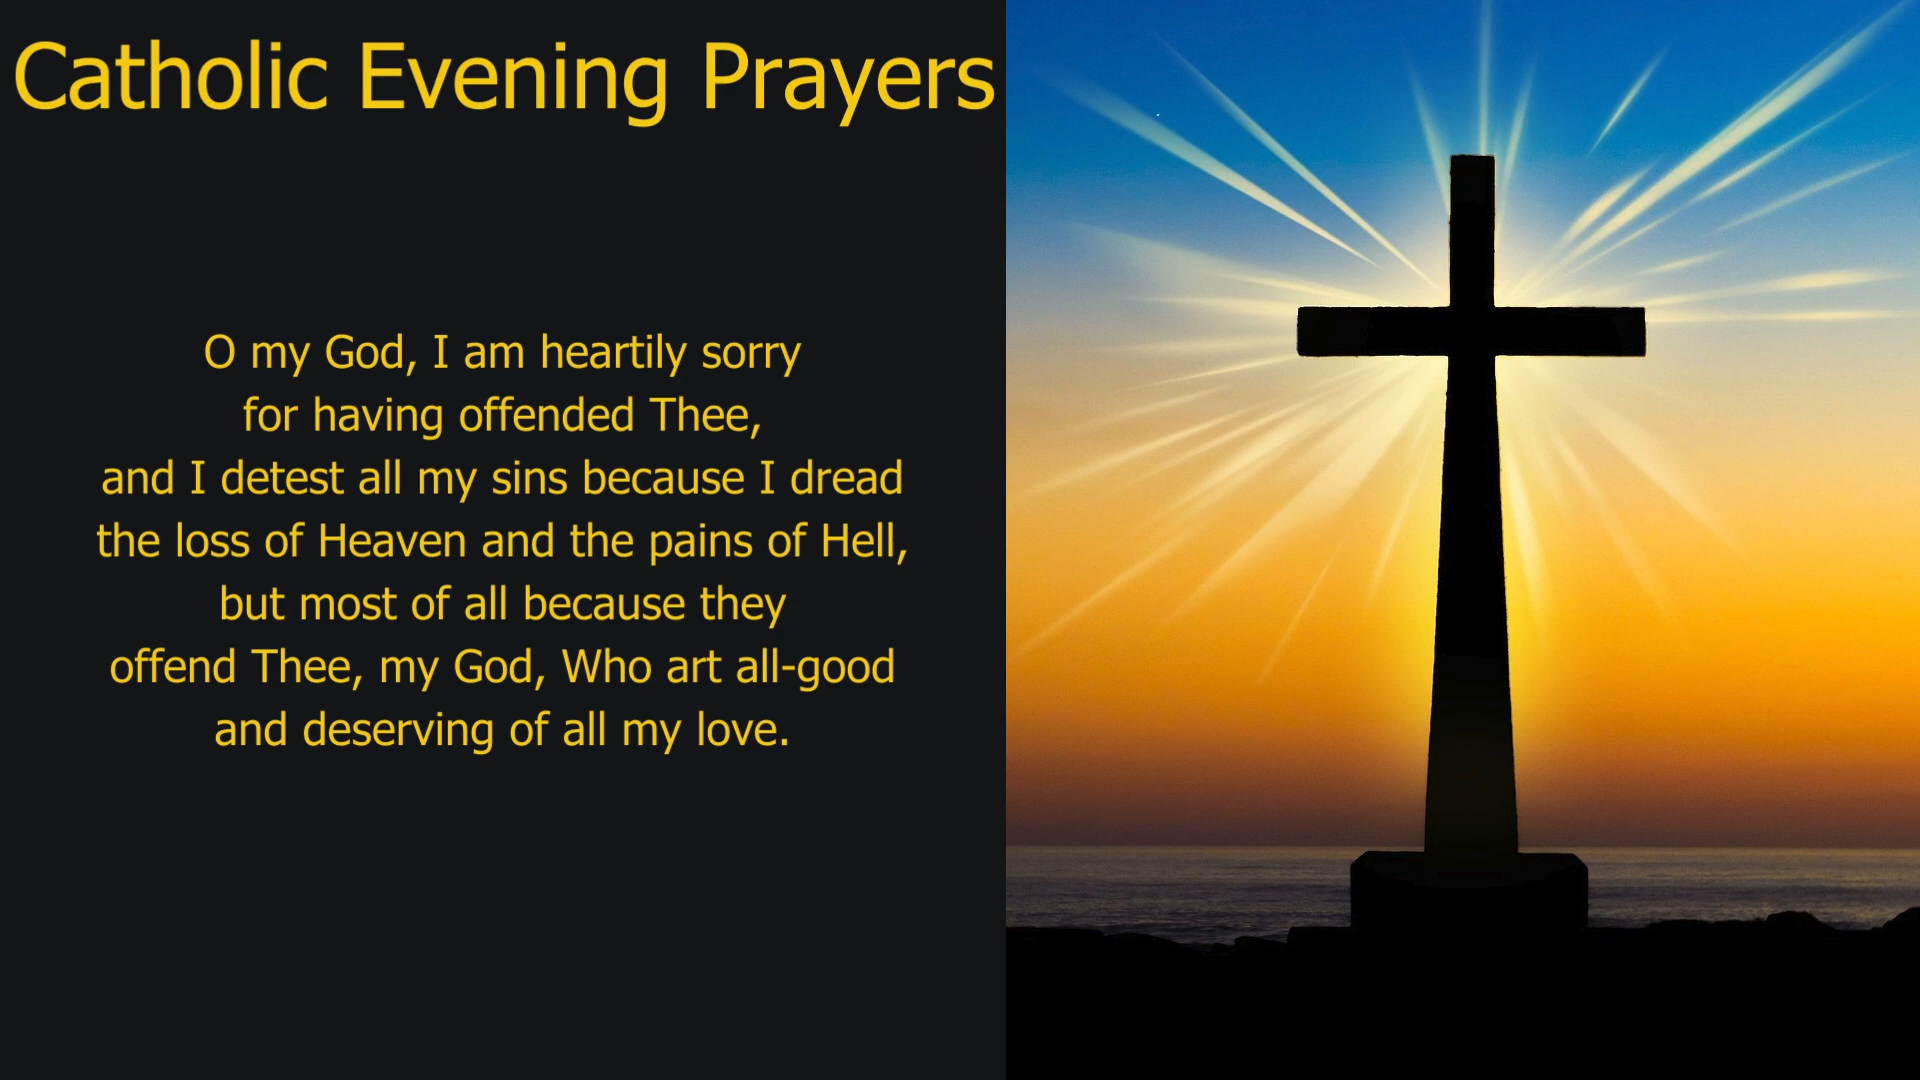 Catholic Evening Prayers
O my God, I am heartily sorry
for having offended Thee,
and I detest all my sins because I dread
the loss of Heaven and the pains of Hell,
but most of all because they
offend Thee, my God, Who art all-good
and deserving of all my love.